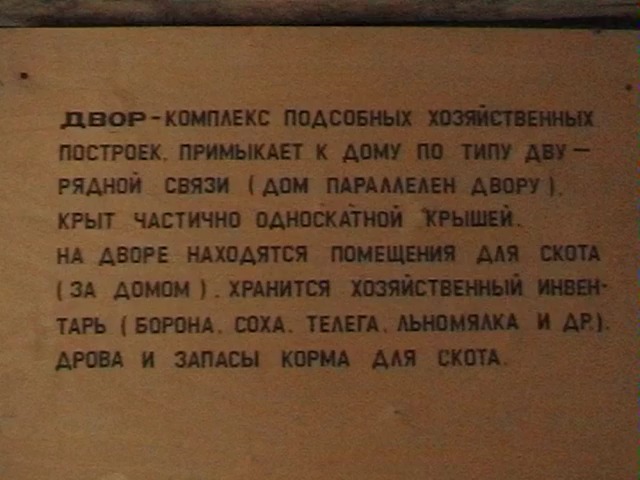 ДВОР - КОМПЛЕКС ПОДСОБНЫХ ХОЗЯЙСТВЕННЫХ
ПОСТРОЕК. ПРИМЫКАЕТ К ДОМУ ПО ТИПУ ДВУ-
РЯДНОЙ СВЯЗИ (ДОМ ПАРАЛЛЕЛЕН ДВОРУ),
КРЫТ ЧАСТИЧНО ОДНОСКАТНОЙ КРЫШЕЙ.
НА ДВОРЕ НАХОДЯТСЯ ПОМЕЩЕНИЯ ДЛЯ СКОТА
(ЗА ДОМОМ), ХРАНИТСЯ ХОЗЯЙСТВЕННЫЙ ИНВЕН-
ТАРЬ (БОРОНА, СОХА, ТЕЛЕГА, ЛЬНОМЯЛКА И ДР.),
ДРОВА И ЗАПАСЫ КОРМА ДЛЯ СКОТА.